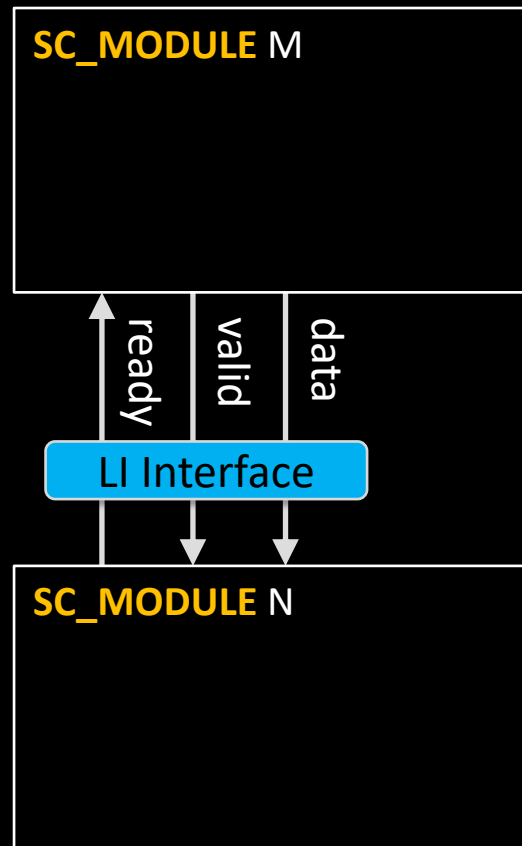 SC_MODULE M
ready
valid
data
LI Interface
SC_MODULE N